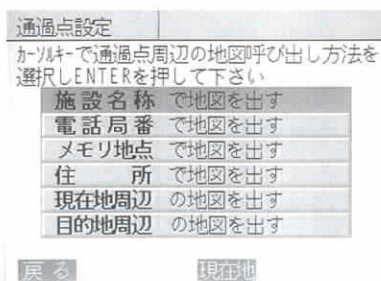 通過点設定
カーソルキーで通過点周辺の地図呼び出し方法を
選択しENTERを押して下さい
施設名称 で地図を出す
電話局番 で地図を出す
メモリ地点 で地図を出す
住　　所 で地図を出す
現在地周辺 の地図を出す
目的地周辺 の地図を出す
戻る 現在地